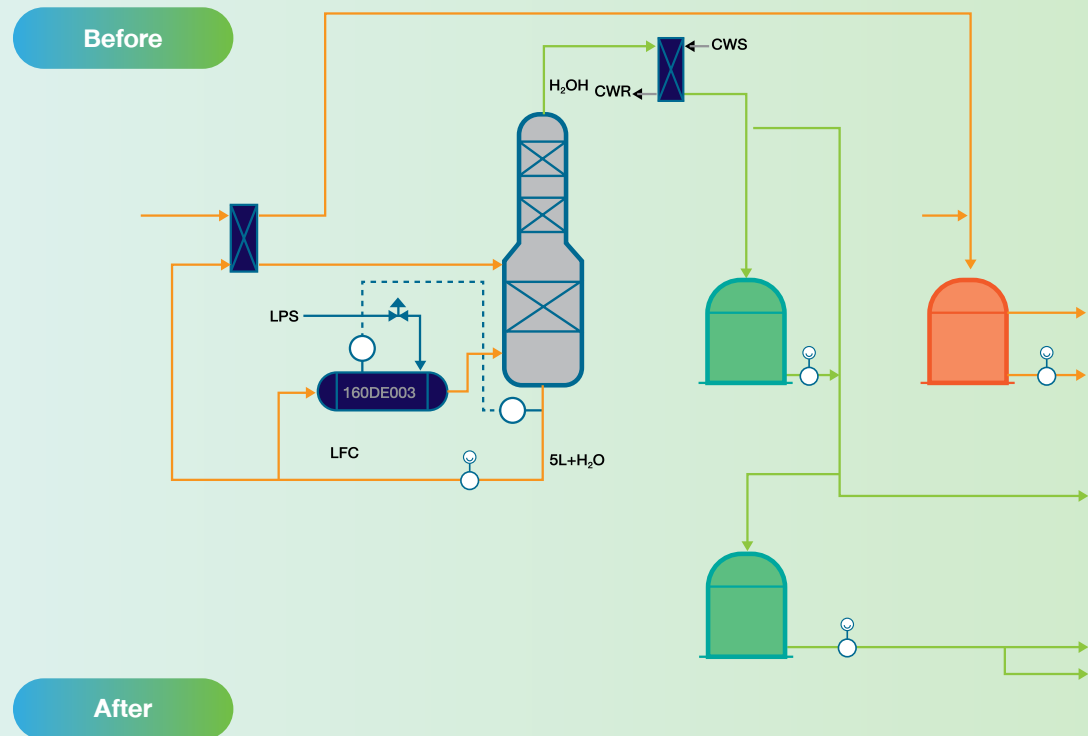 Before
CWS
H₂OH
CWR
LPS
160DE003
LFC
5L+H₂O
After